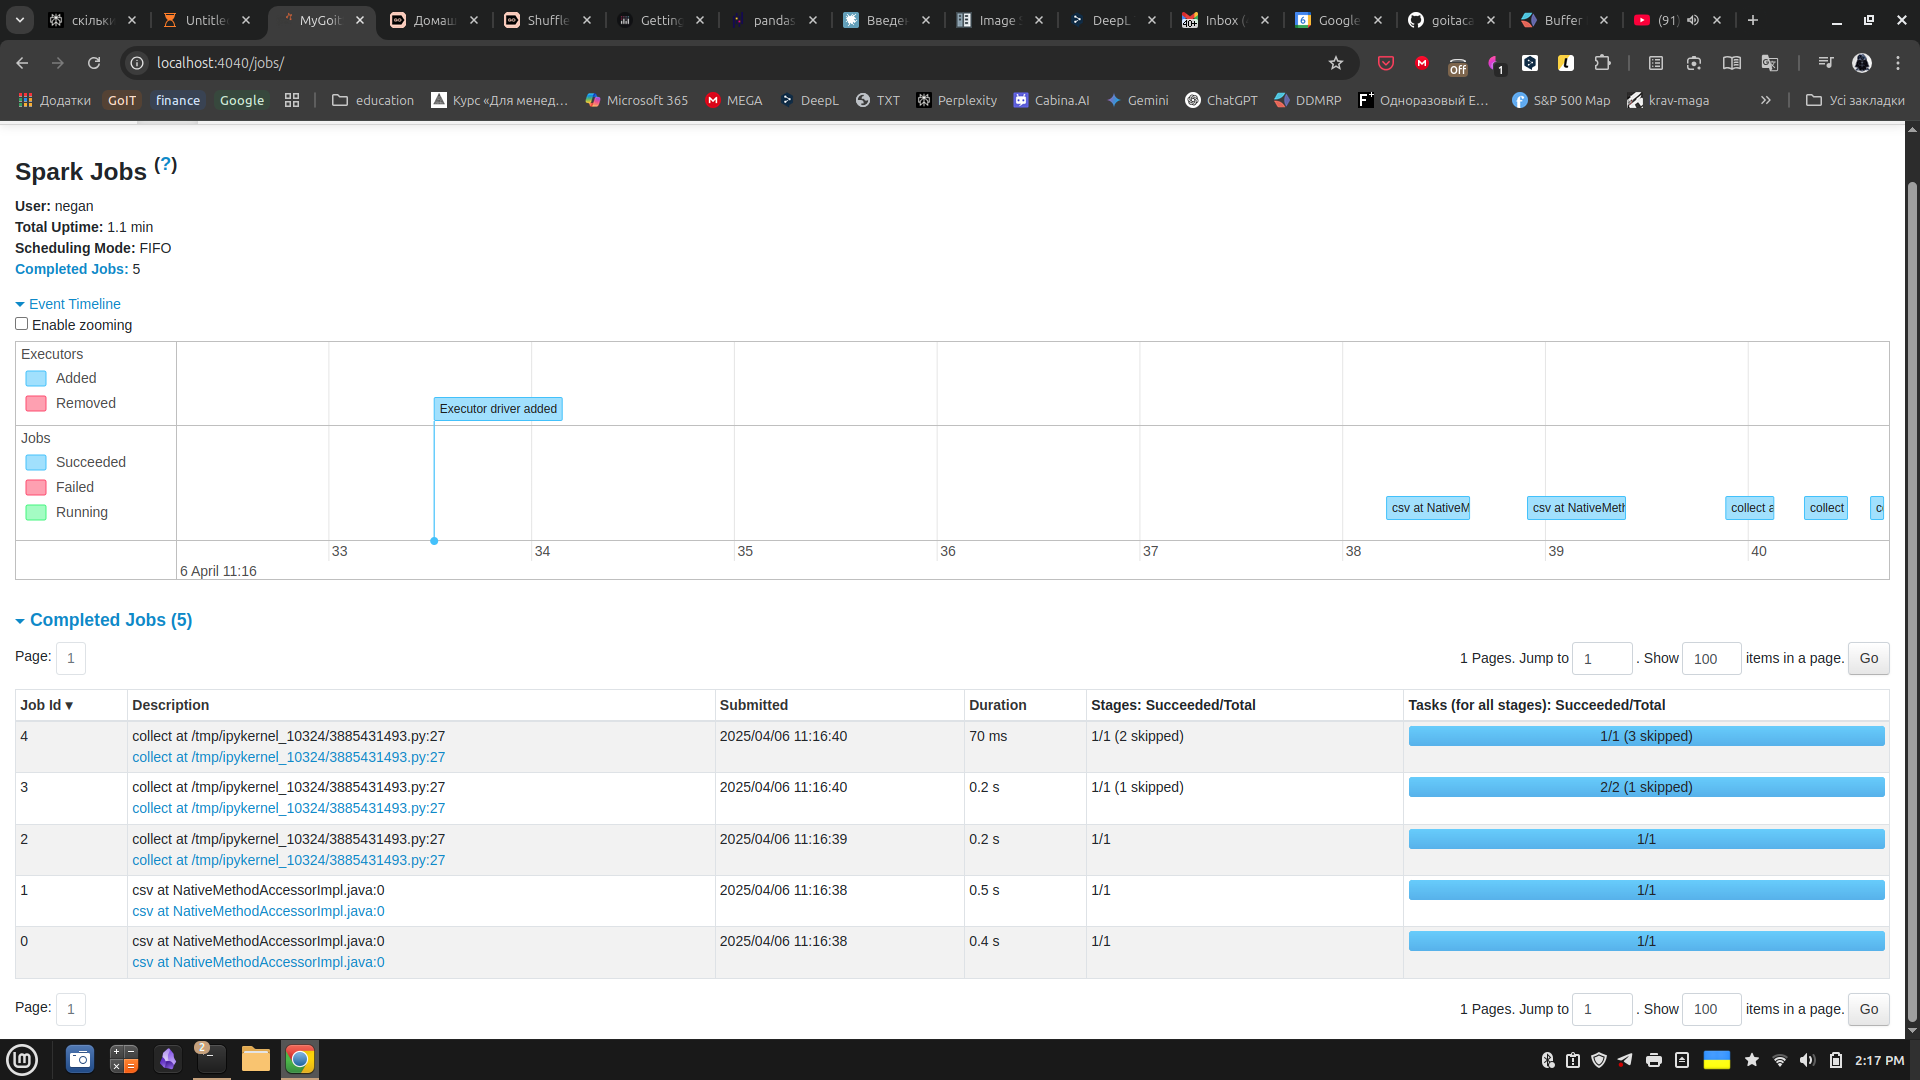 скільки
Untitle
MyGoit
Домаш
Shuffle
Getting
pandas
Введе
Image
DeepL
Inbox (
Google
goitaca
Buffer
(91)
localhost:4040/jobs/
Off
1
Додатки
GoIT
finance
Google
education
Курс «Для менед…
Microsoft 365
MEGA
DeepL
TXT
Perplexity
Cabina.AI
Gemini
ChatGPT
DDMRP
Одноразовый Е…
S&P 500 Map
krav-maga
»
Усі закладки
Spark Jobs (?)
User: negan
Total Uptime: 1.1 min
Scheduling Mode: FIFO
Completed Jobs: 5
Event Timeline
Enable zooming
Executors
Added
Removed
Executor driver added
Jobs
Succeeded
Failed
Running
csv at NativeM
csv at NativeMeth
collect a
collect
c
33 34 35 36 37 38 39 40
6 April 11:16
Completed Jobs (5)
Page: 1
1 Pages. Jump to 1 . Show 100 items in a page. Go
Job Id ▾ Description Submitted Duration Stages: Succeeded/Total Tasks (for all stages): Succeeded/Total
4 collect at /tmp/ipykernel_10324/3885431493.py:27 2025/04/06 11:16:40 70 ms 1/1 (2 skipped) 1/1 (3 skipped)
collect at /tmp/ipykernel_10324/3885431493.py:27
3 collect at /tmp/ipykernel_10324/3885431493.py:27 2025/04/06 11:16:40 0.2 s 1/1 (1 skipped) 2/2 (1 skipped)
collect at /tmp/ipykernel_10324/3885431493.py:27
2 collect at /tmp/ipykernel_10324/3885431493.py:27 2025/04/06 11:16:39 0.2 s 1/1 1/1
collect at /tmp/ipykernel_10324/3885431493.py:27
1 csv at NativeMethodAccessorImpl.java:0 2025/04/06 11:16:38 0.5 s 1/1 1/1
csv at NativeMethodAccessorImpl.java:0
0 csv at NativeMethodAccessorImpl.java:0 2025/04/06 11:16:38 0.4 s 1/1 1/1
csv at NativeMethodAccessorImpl.java:0
Page: 1
1 Pages. Jump to 1 . Show 100 items in a page. Go
2
2:17 PM